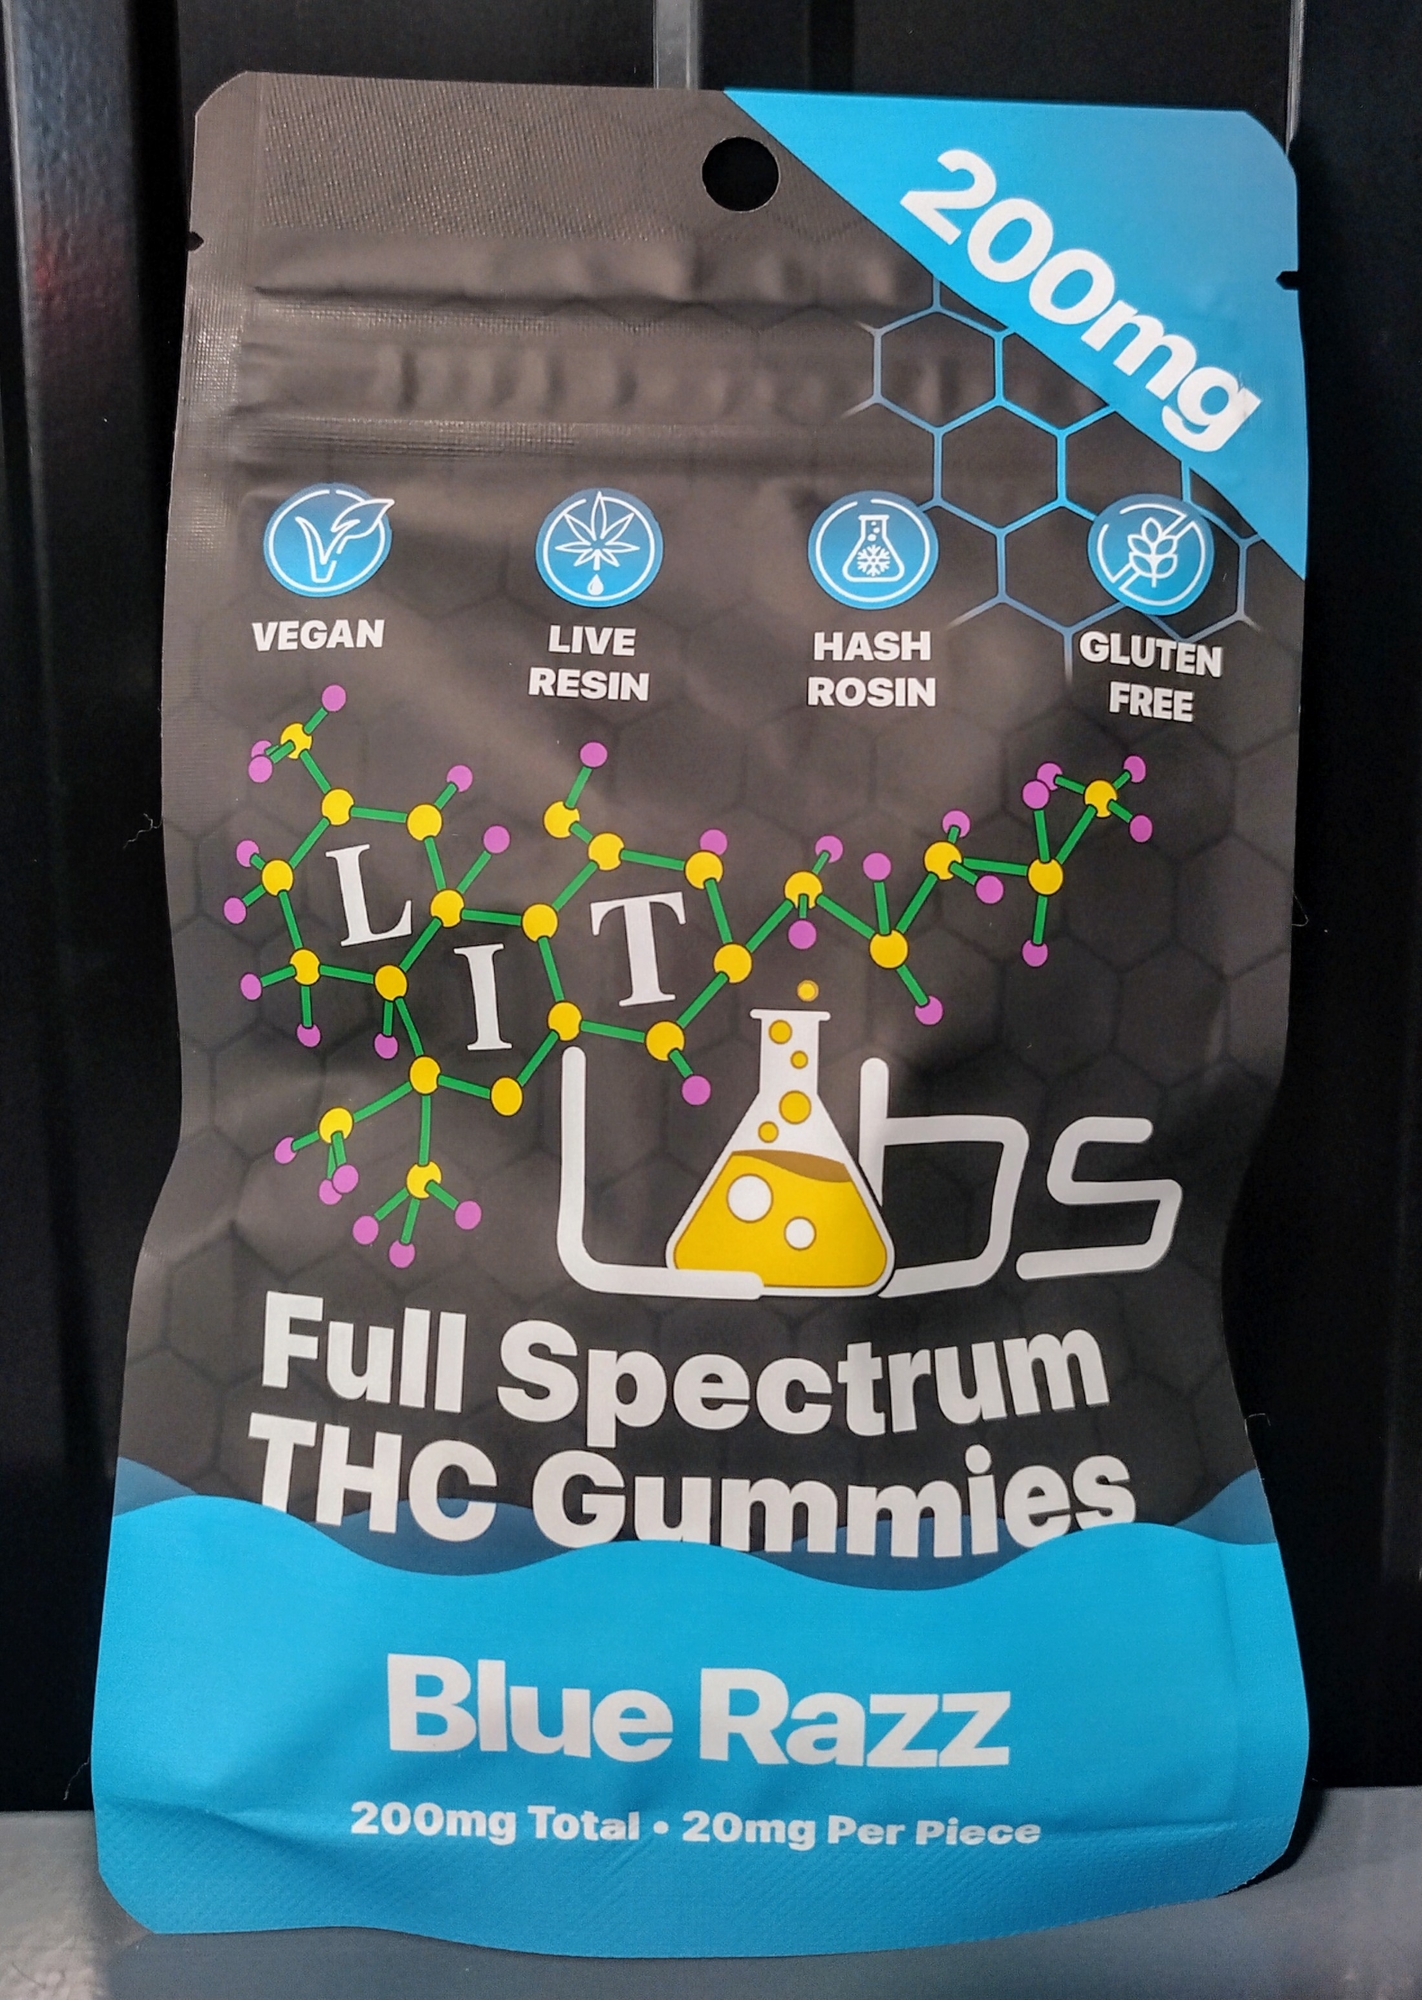 200mg
VEGAN
LIVE
RESIN
HASH
ROSIN
GLUTEN
FREE
LIT
Labs
Full Spectrum
THC Gummies
Blue Razz
200mg Total • 20mg Per Piece